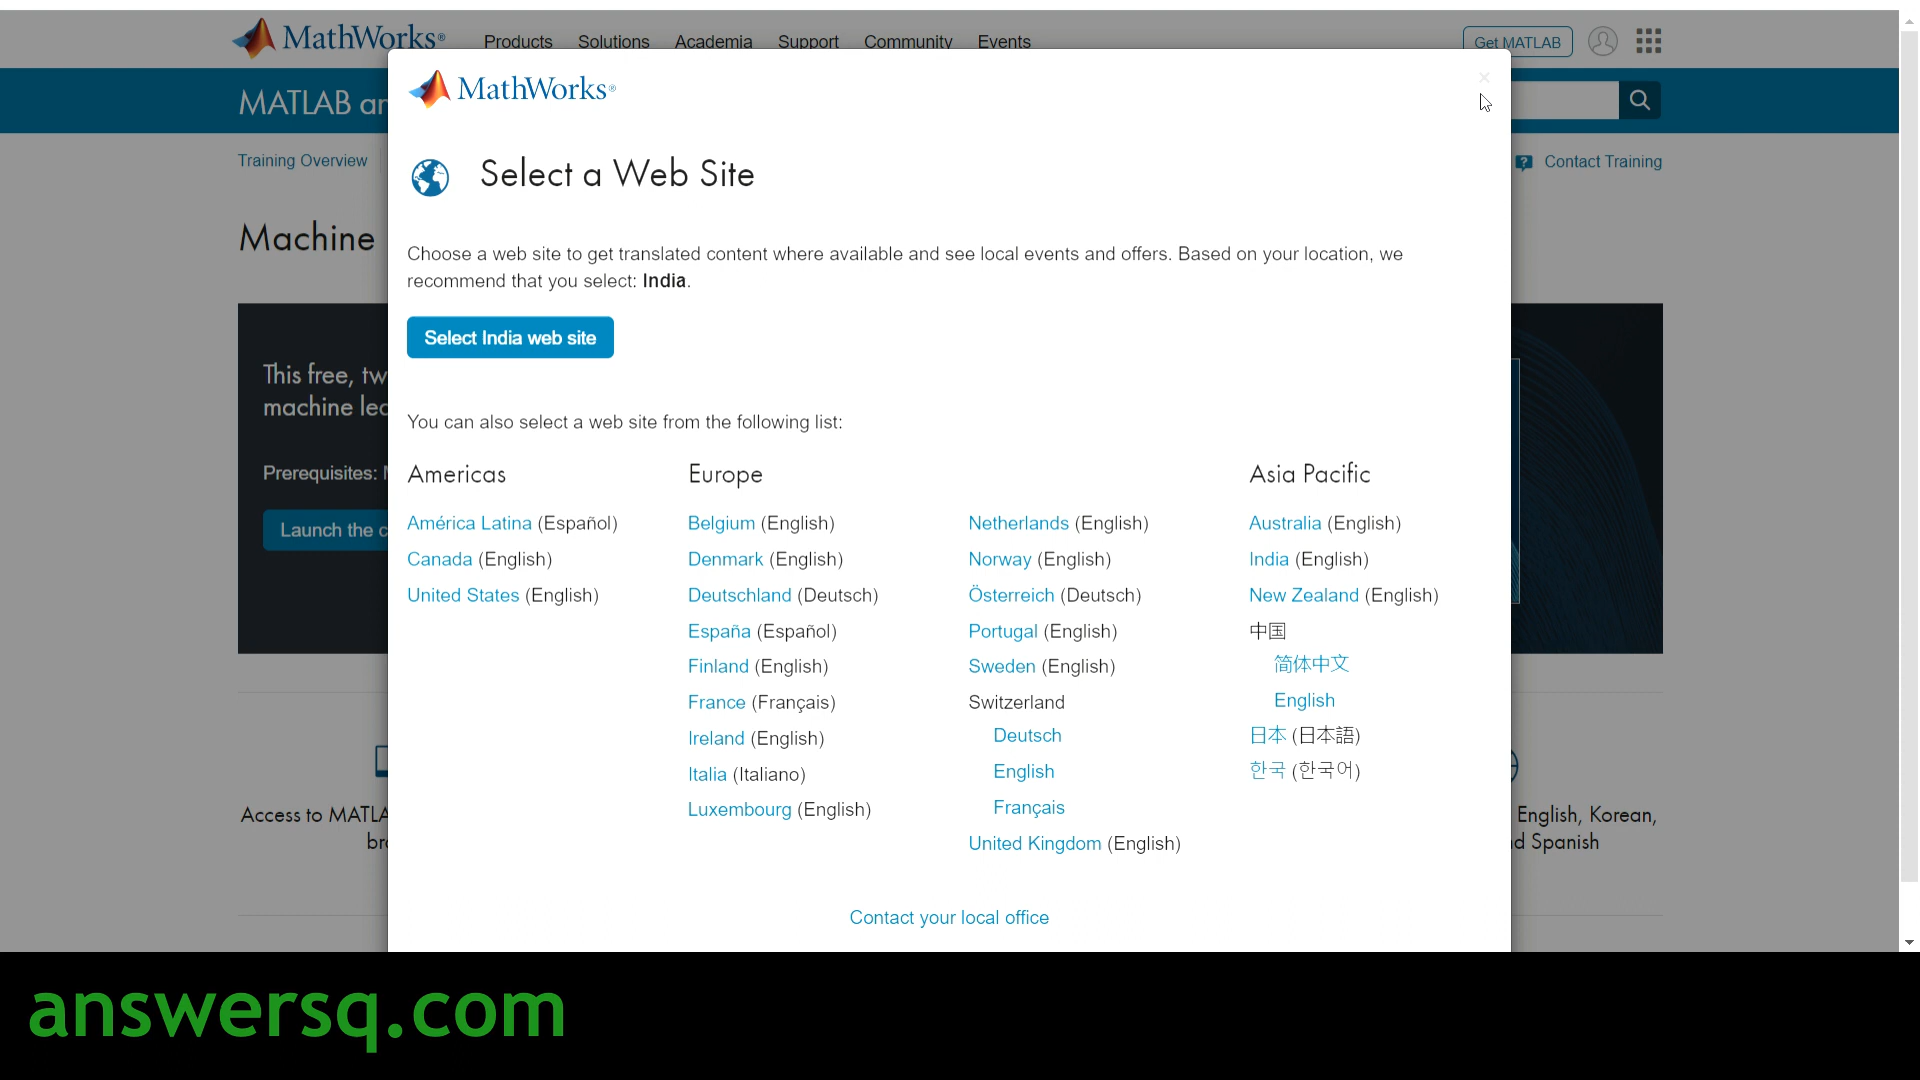 MathWorks®
Products Solutions Academia Support Community Events
Get MATLAB
MATLAB an
Training Overview
Contact Training
Machine
This free, tw
machine lea
Prerequisites:
Launch the c
Access to MATLA
English, Korean,
Spanish
MathWorks®
Select a Web Site
Choose a web site to get translated content where available and see local events and offers. Based on your location, we
recommend that you select: India.
Select India web site
You can also select a web site from the following list:
Americas
América Latina (Español)
Canada (English)
United States (English)
Europe
Belgium (English)
Denmark (English)
Deutschland (Deutsch)
España (Español)
Finland (English)
France (Français)
Ireland (English)
Italia (Italiano)
Luxembourg (English)
Netherlands (English)
Norway (English)
Österreich (Deutsch)
Portugal (English)
Sweden (English)
Switzerland
Deutsch
English
Français
United Kingdom (English)
Asia Pacific
Australia (English)
India (English)
New Zealand (English)
中国
简体中文
English
日本 (日本語)
한국 (한국어)
Contact your local office
answersq.com